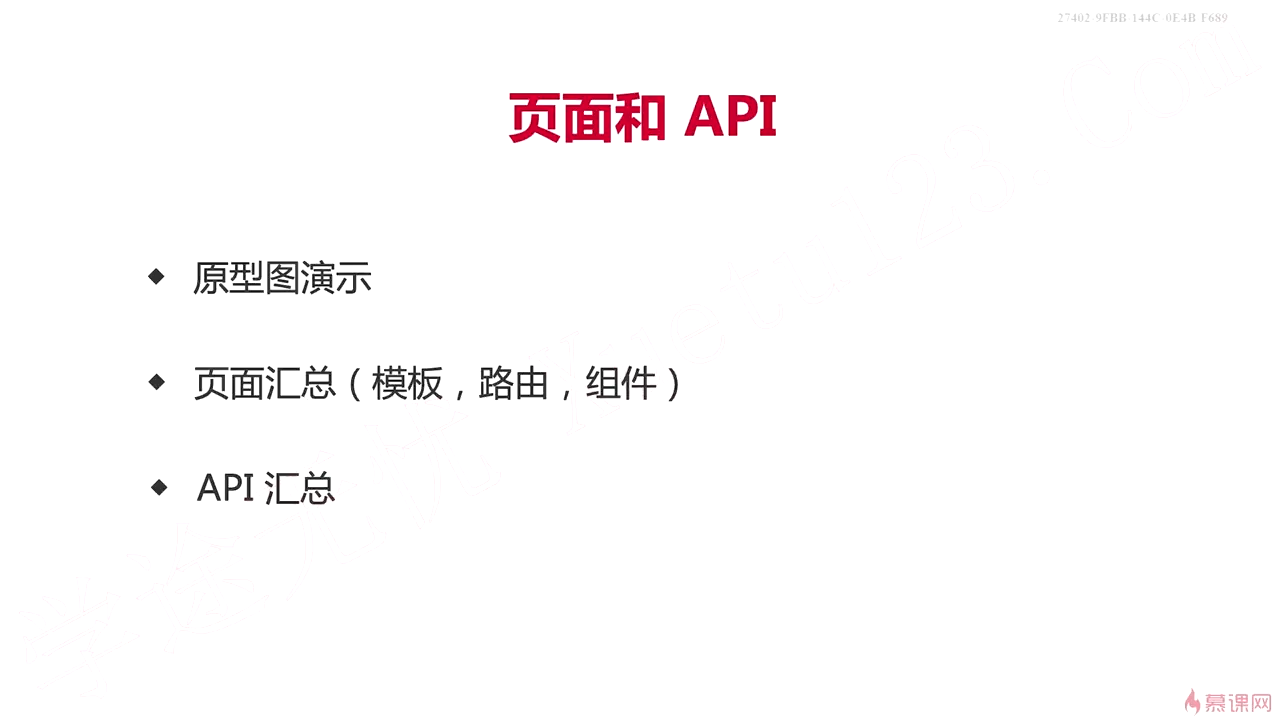 27402-9FBB-144C-0E4B-F689
页面和 API
◆ 原型图演示
◆ 页面汇总（模板，路由，组件）
◆ API 汇总
慕课网